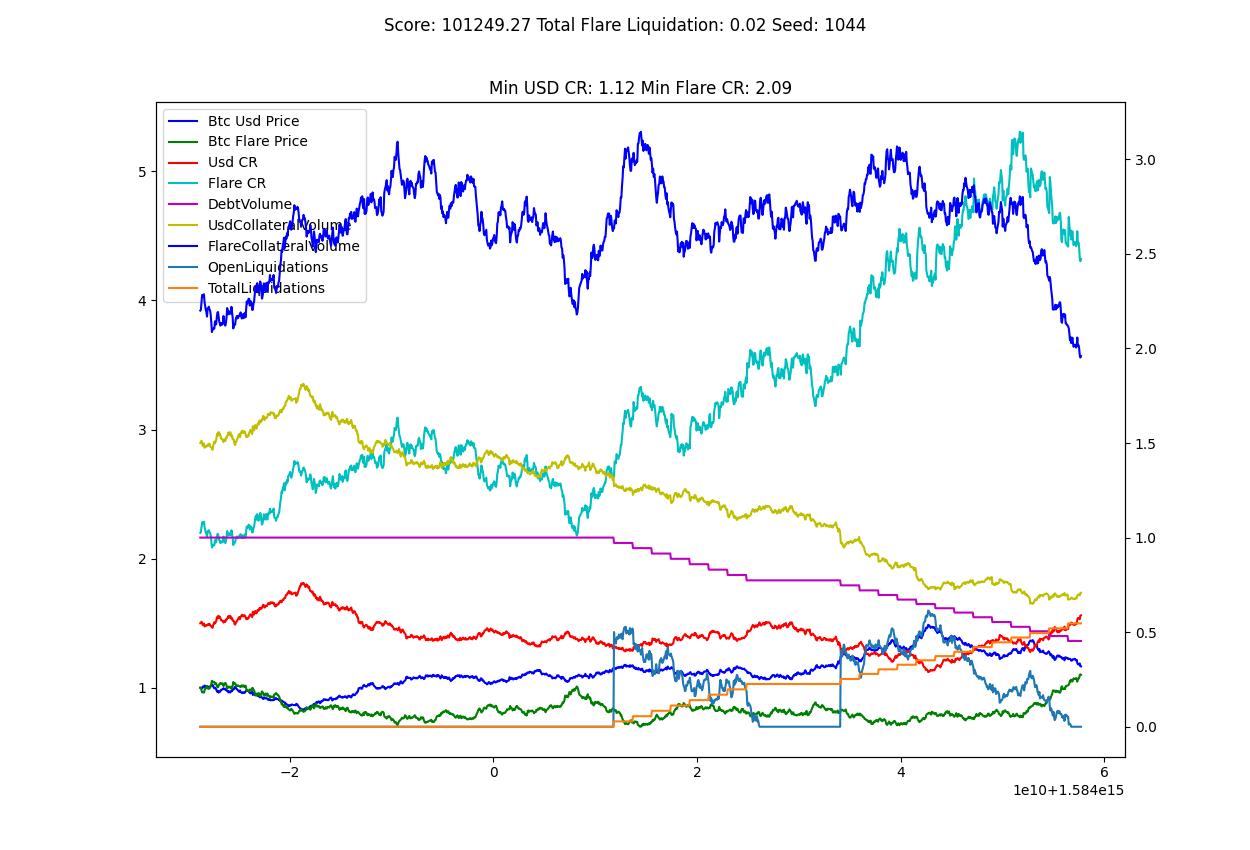 Score: 101249.27 Total Flare Liquidation: 0.02 Seed: 1044
Min USD CR: 1.12 Min Flare CR: 2.09
Btc Usd Price
Btc Flare Price
Usd CR
Flare CR
DebtVolume
UsdCollateralVolume
FlareCollateralVolume
OpenLiquidations
TotalLiquidations
5
4
3
2
1
3.0
2.5
2.0
1.5
1.0
0.5
0.0
−2
0
2
4
6
1e10+1.584e15